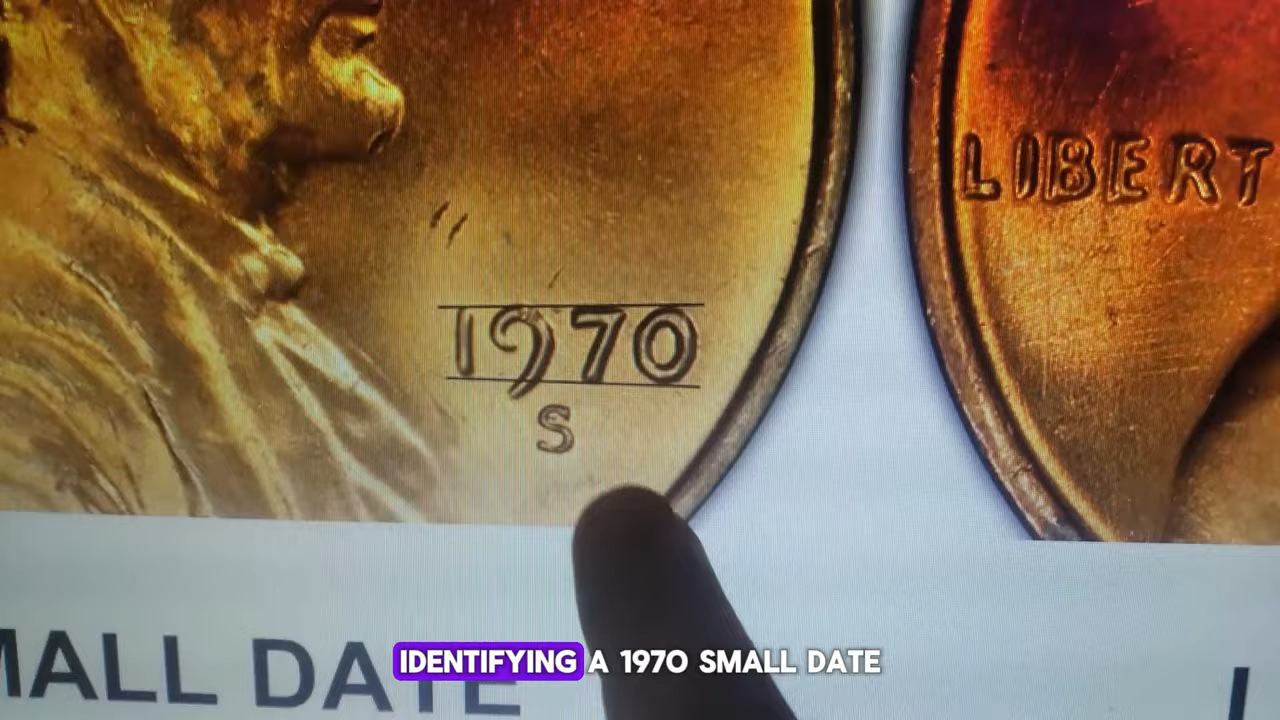 LIBERT
1970
S
MALL DATE
IDENTIFYING A 1970 SMALL DATE
L